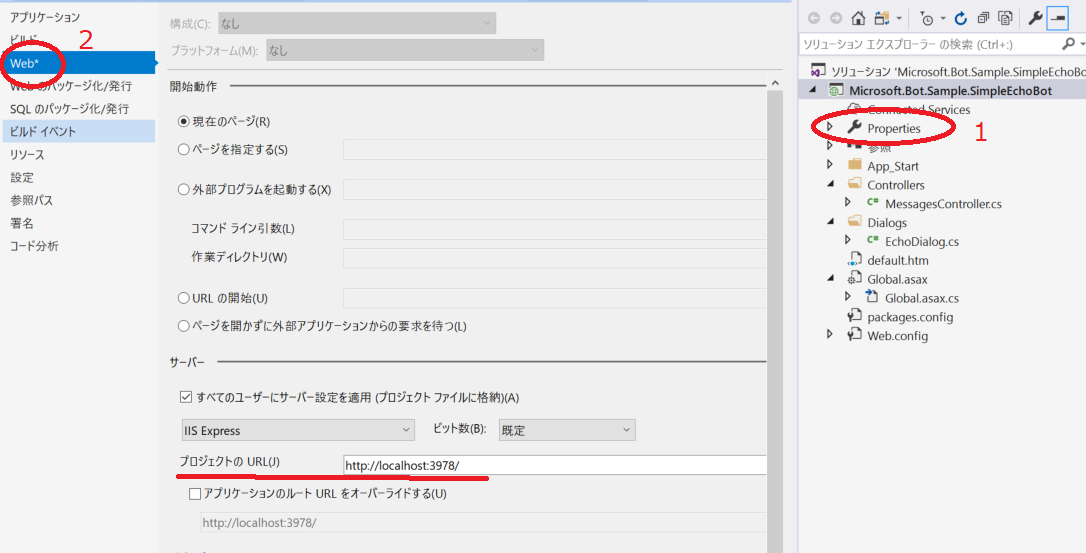 アプリケーション
ビルド
2
Web*
Web のパッケージ化/発行
SQL のパッケージ化/発行
ビルド イベント
リソース
設定
参照パス
署名
コード分析
構成(C):
なし
プラットフォーム(M):
なし
開始動作
現在のページ(R)
ページを指定する(S)
外部プログラムを起動する(X)
コマンド ライン引数(L)
作業ディレクトリ(W)
URL の開始(U)
ページを開かずに外部アプリケーションからの要求を待つ(L)
サーバー
すべてのユーザーにサーバー設定を適用 (プロジェクト ファイルに格納)(A)
IIS Express
ビット数(B):
既定
プロジェクトの URL(J)
http://localhost:3978/
アプリケーションのルート URL をオーバーライドする(U)
http://localhost:3978/
ソリューション エクスプローラー の検索 (Ctrl+:)
ソリューション 'Microsoft.Bot.Sample.SimpleEchoBo
Microsoft.Bot.Sample.SimpleEchoBot
Connected Services
Properties
1
参照
App_Start
Controllers
C# MessagesController.cs
Dialogs
C# EchoDialog.cs
default.htm
Global.asax
Global.asax.cs
packages.config
Web.config